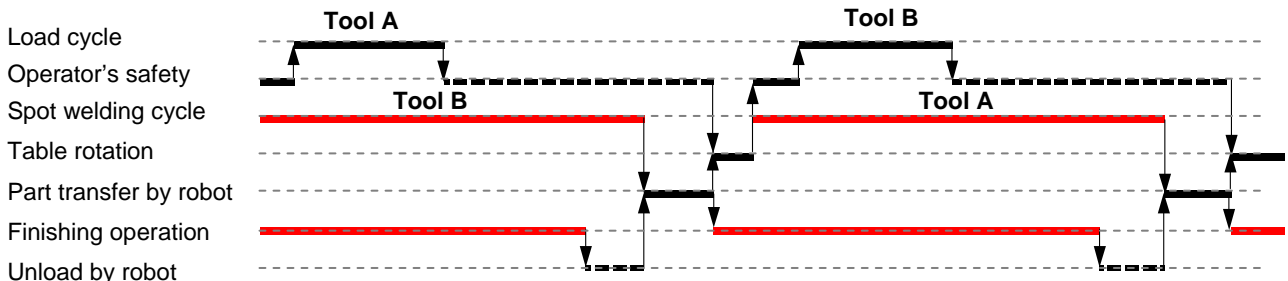 Tool A
Tool B
Load cycle
Operator's safety
Spot welding cycle
Tool B
Tool A
Table rotation
Part transfer by robot
Finishing operation
Unload by robot